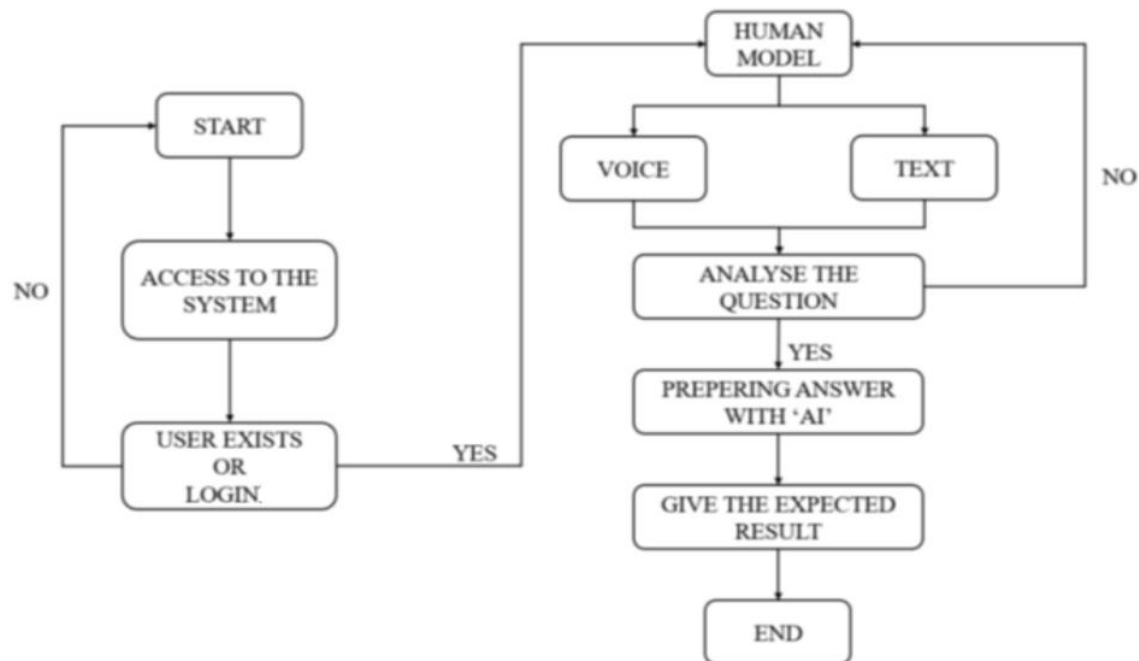 START
NO
ACCESS TO THE
SYSTEM
USER EXISTS
OR
LOGIN.
YES
HUMAN
MODEL
VOICE
TEXT
NO
ANALYSE THE
QUESTION
YES
PREPERING ANSWER
WITH ‘AI’
GIVE THE EXPECTED
RESULT
END